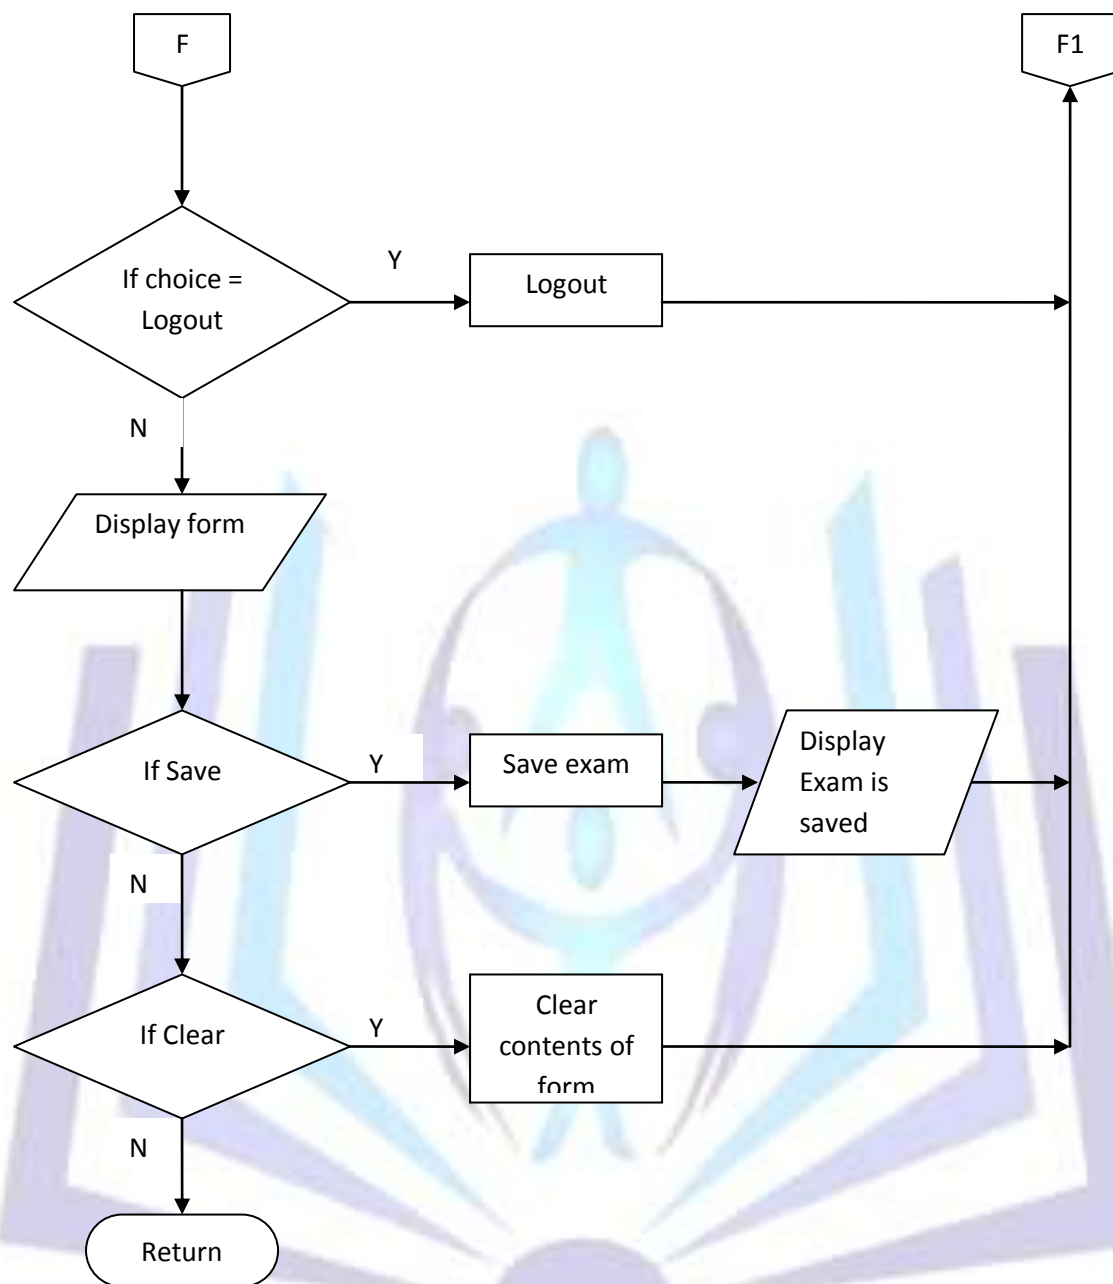 F
F1
If choice =
Logout
Y
Logout
N
Display form
If Save
Y
Save exam
Display
Exam is
saved
N
If Clear
Y
Clear
contents of
form
N
Return